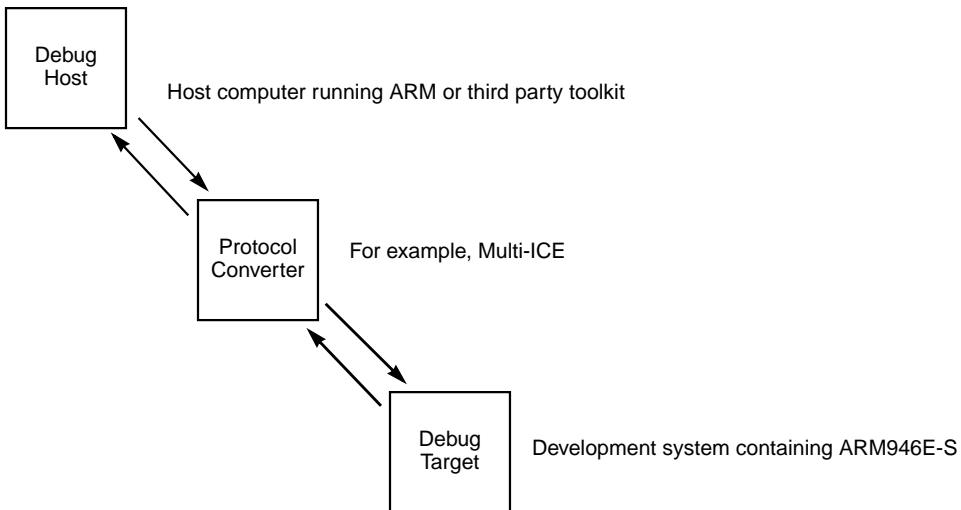 Debug
Host
Host computer running ARM or third party toolkit
Protocol
Converter
For example, Multi-ICE
Debug
Target
Development system containing ARM946E-S